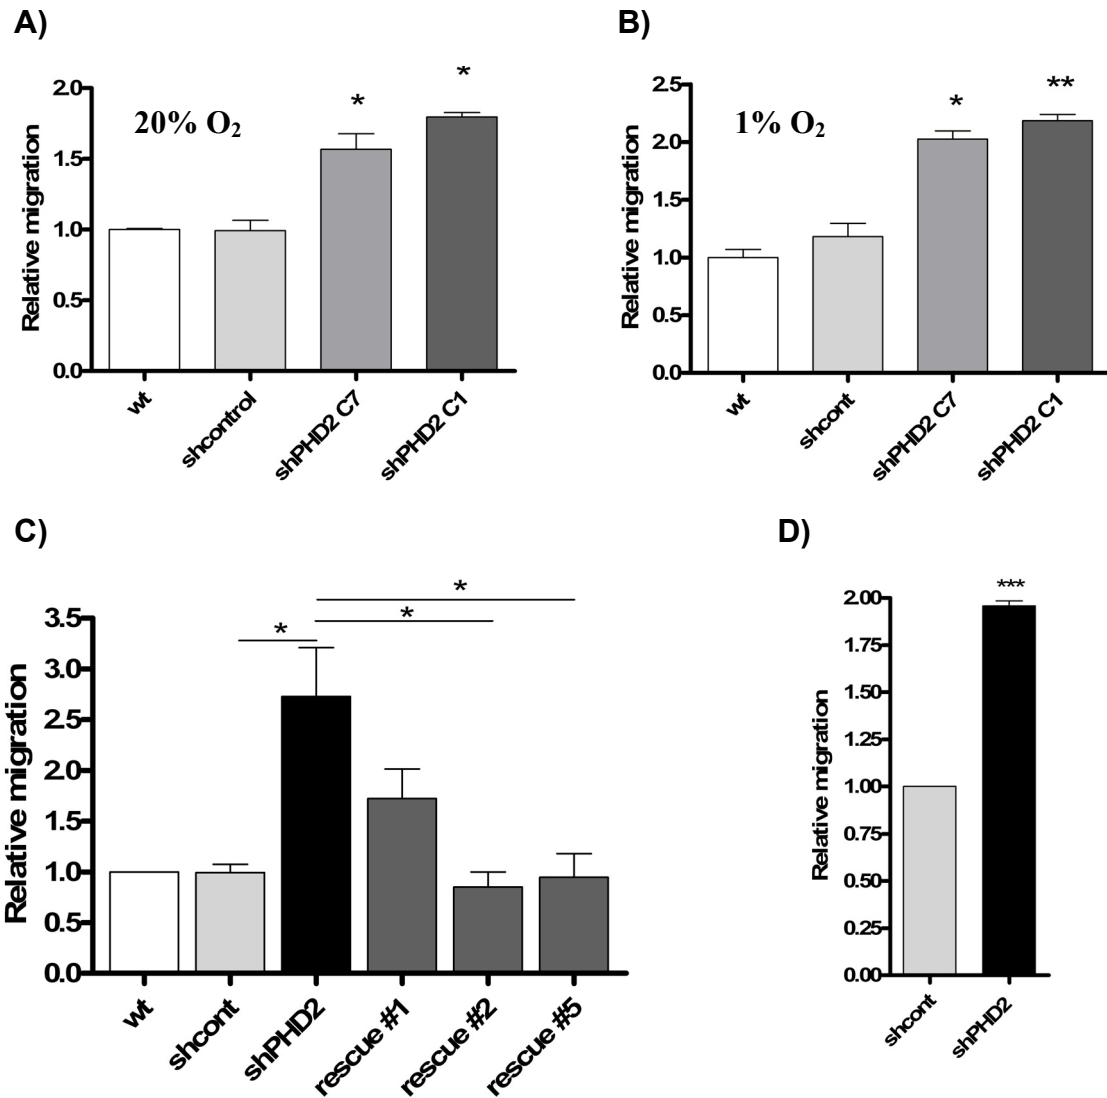 A)
Relative migration
2.0
1.5
1.0
0.5
0.0
20% O₂
*
*
wt
shcontrol
shPHD2 C7
shPHD2 C1
B)
Relative migration
2.5
2.0
1.5
1.0
0.5
0.0
1% O₂
*
**
wt
shcont
shPHD2 C7
shPHD2 C1
C)
Relative migration
3.5
3.0
2.5
2.0
1.5
1.0
0.5
0.0
*
*
*
wt
shcont
shPHD2
rescue #1
rescue #2
rescue #5
D)
Relative migration
2.00
1.75
1.50
1.25
1.00
0.75
0.50
0.25
0.00
***
shcont
shPHD2